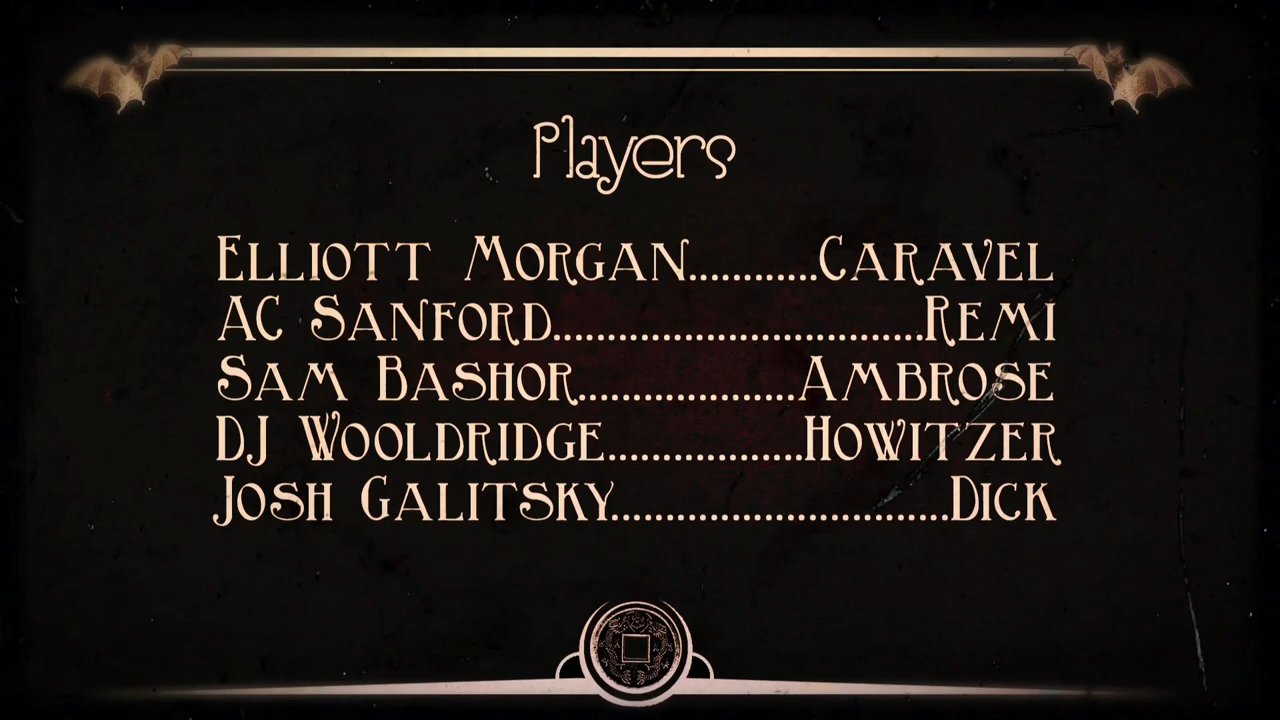 Players
Elliott Morgan............Caravel
AC Sanford..................................Remi
Sam Bashor....................Ambrose
DJ Wooldridge..................Howitzer
Josh Galitsky...............................Dick